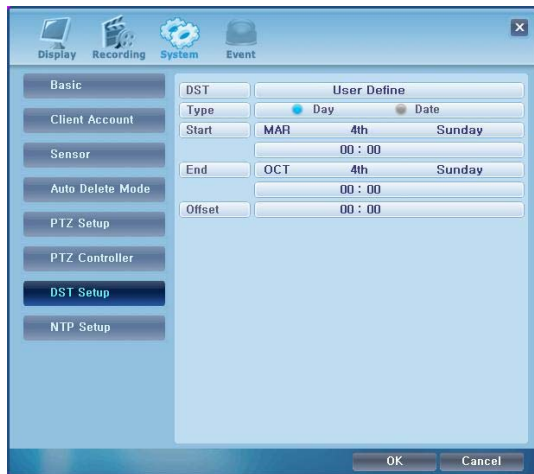 Display Recording System Event
Basic
Client Account
Sensor
Auto Delete Mode
PTZ Setup
PTZ Controller
DST Setup
NTP Setup
DST User Define
Type Day Date
Start MAR 4th Sunday
00 : 00
End OCT 4th Sunday
00 : 00
Offset 00 : 00
OK Cancel